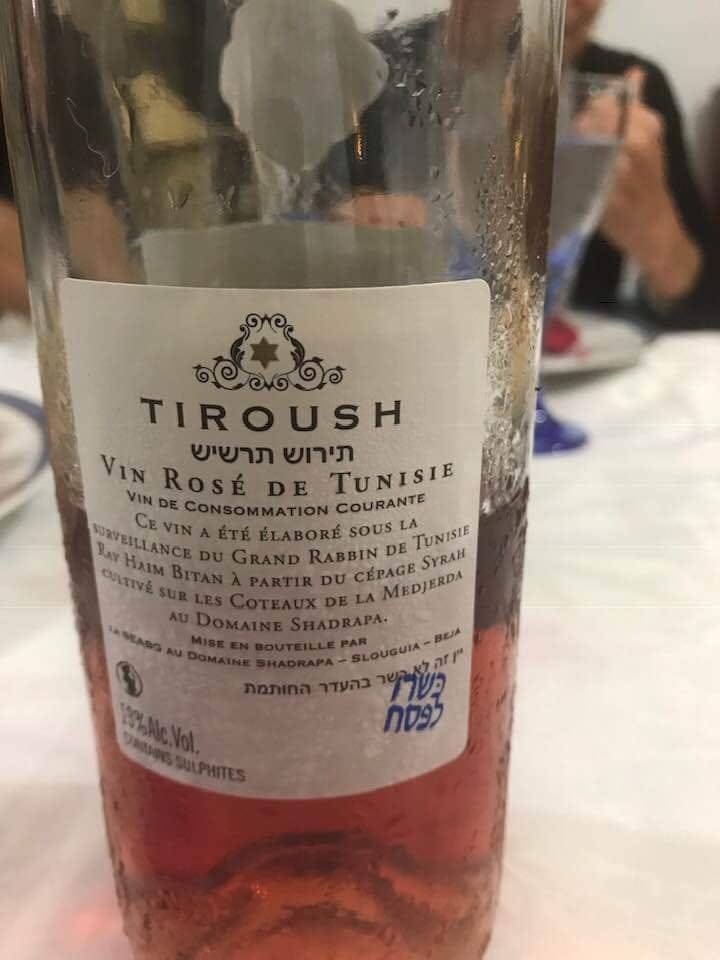 TIROUSH
תירוש תרשיש
VIN ROSÉ DE TUNISIE
VIN DE CONSOMMATION COURANTE
CE VIN A ÉTÉ ÉLABORÉ SOUS LA
SURVEILLANCE DU GRAND RABBIN DE TUNISIE
RAV HAIM BITAN À PARTIR DU CÉPAGE SYRAH
CULTIVÉ SUR LES COTEAUX DE LA MEDJERDA
AU DOMAINE SHADRAPA.
MISE EN BOUTEILLE PAR
LA SEABG AU DOMAINE SHADRAPA – SLOUGUIA – BEJA
יין זה לא כשר בהעדר החותמת
כשר
לפסח
13%Alc.Vol.
CONTAINS SULPHITES